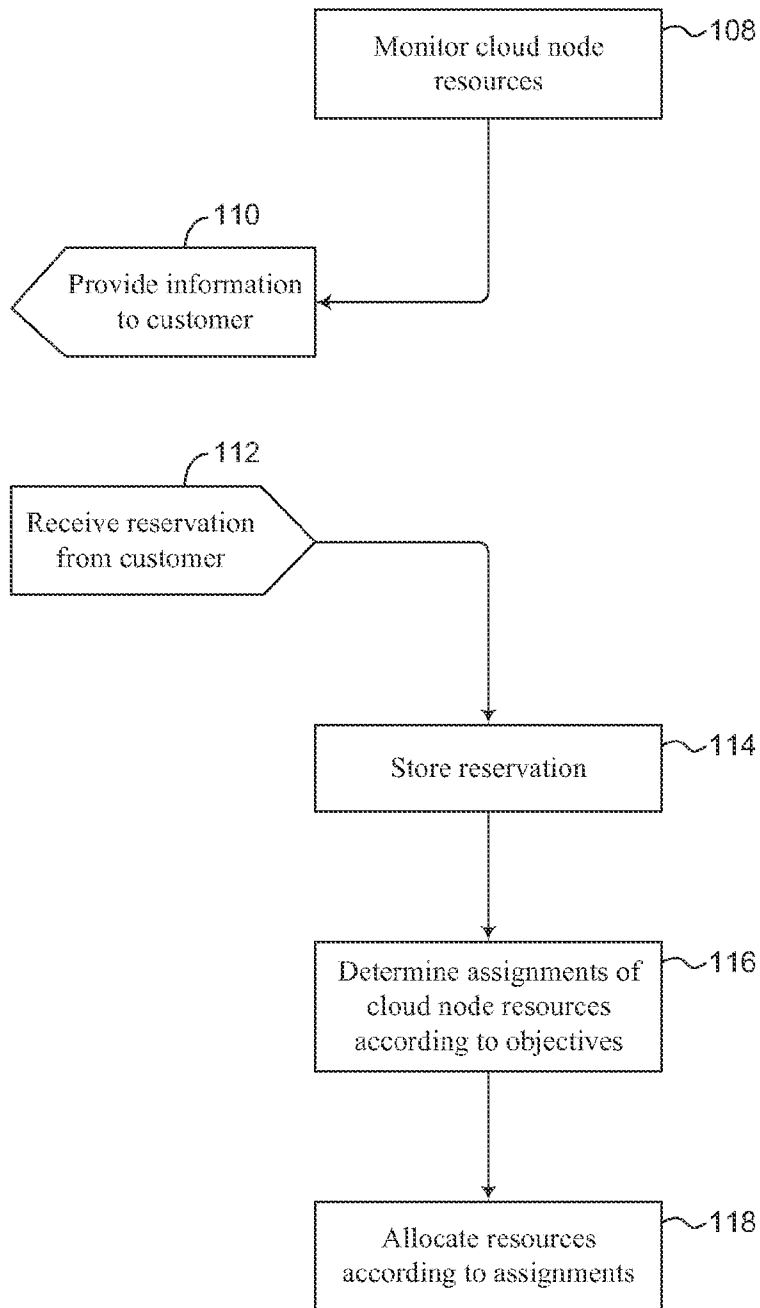 108
Monitor cloud node
resources
110
Provide information
to customer
112
Receive reservation
from customer
114
Store reservation
116
Determine assignments of
cloud node resources
according to objectives
118
Allocate resources
according to assignments